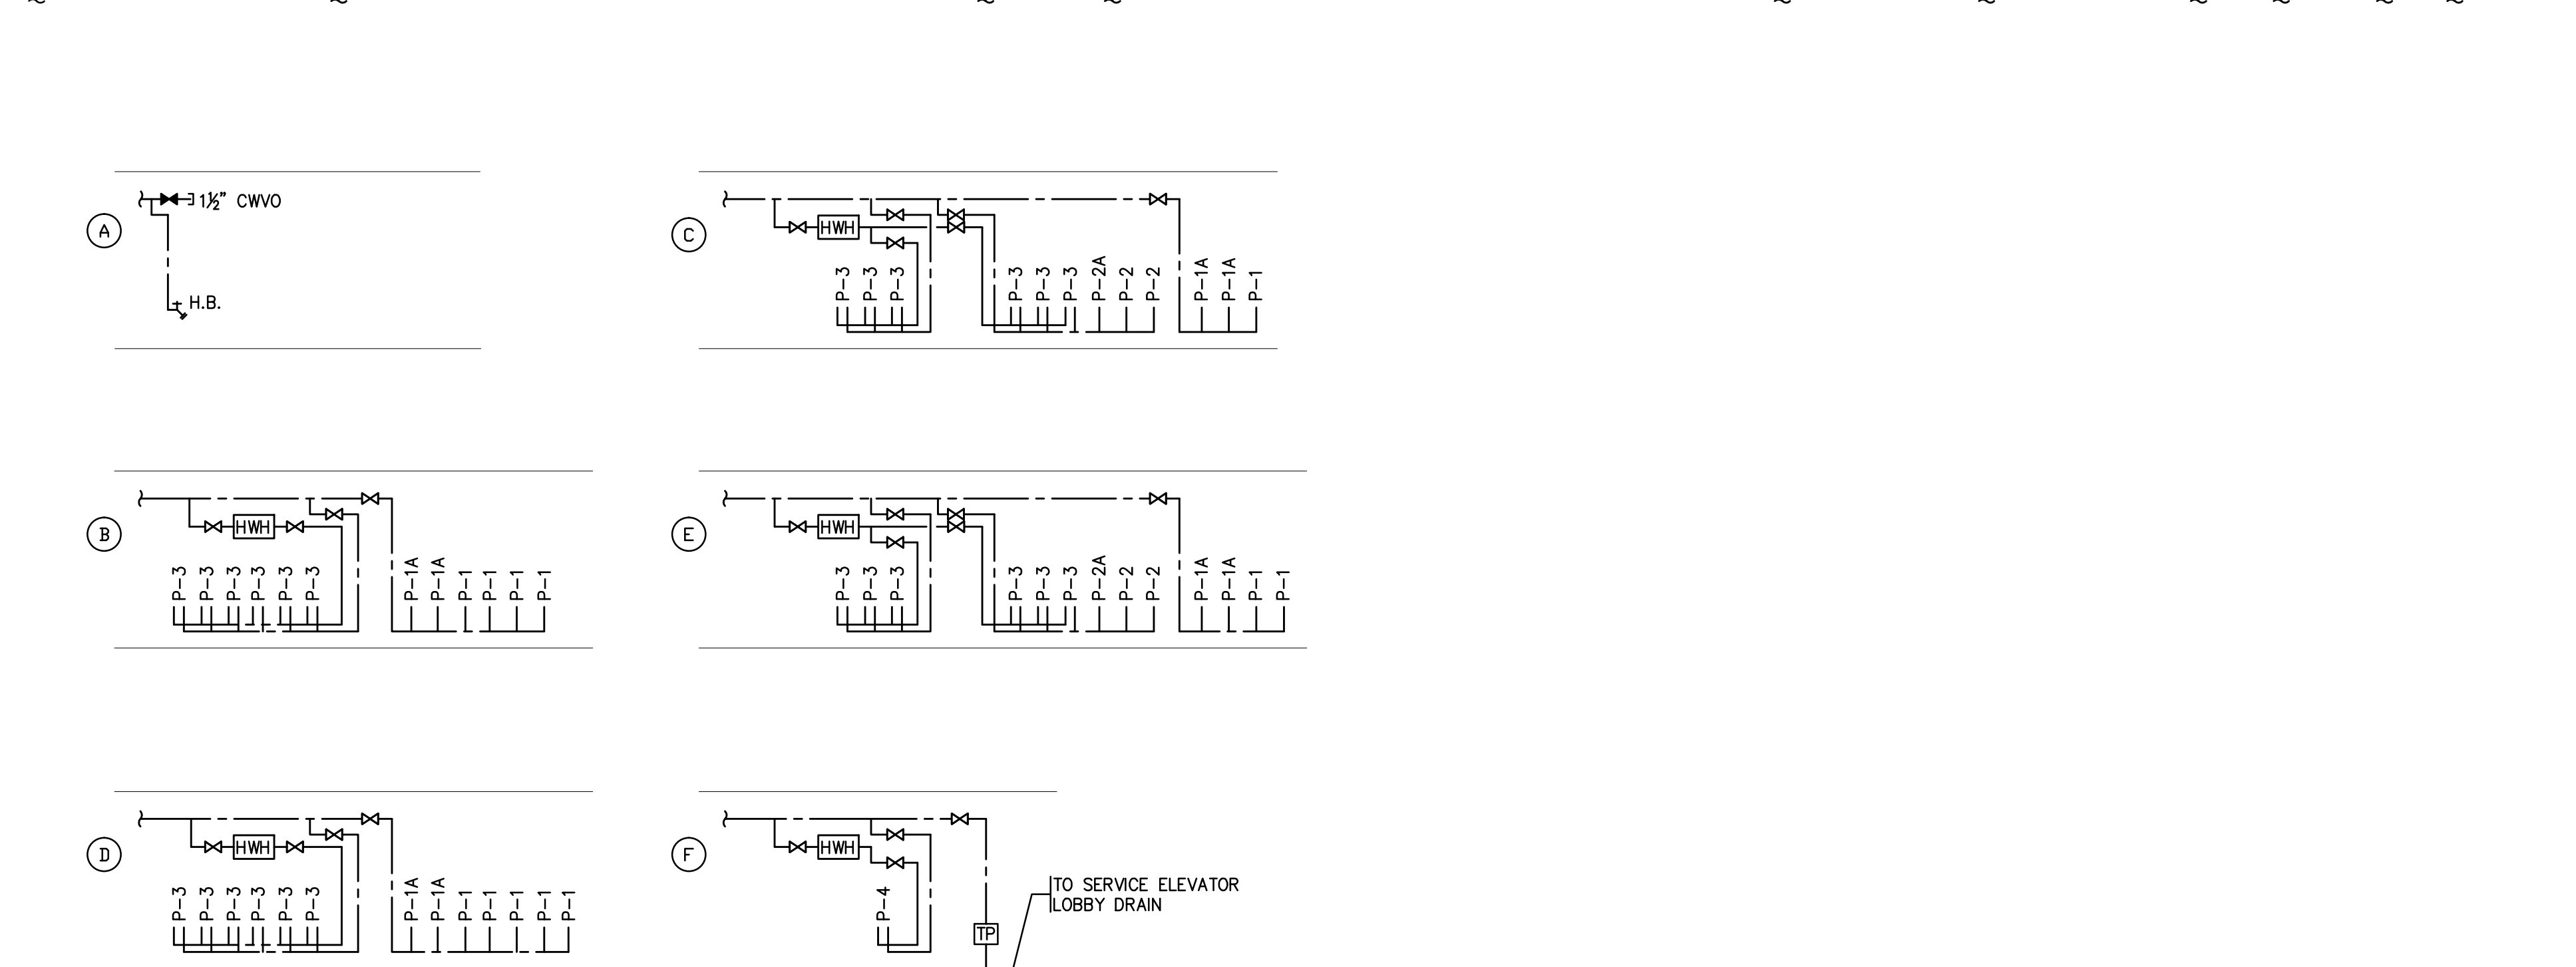 A
1½" CWVO
H.B.
C
HWH
P-3 P-3 P-3 P-3 P-3 P-3 P-2A P-2 P-2 P-1A P-1A P-1
B
HWH
P-3 P-3 P-3 P-3 P-3 P-3 P-1A P-1A P-1 P-1 P-1 P-1
E
HWH
P-3 P-3 P-3 P-3 P-3 P-3 P-2A P-2 P-2 P-1A P-1A P-1 P-1
D
HWH
P-3 P-3 P-3 P-3 P-3 P-3 P-1A P-1A P-1 P-1 P-1 P-1 P-1
F
HWH
P-4
TP
TO SERVICE ELEVATOR
LOBBY DRAIN